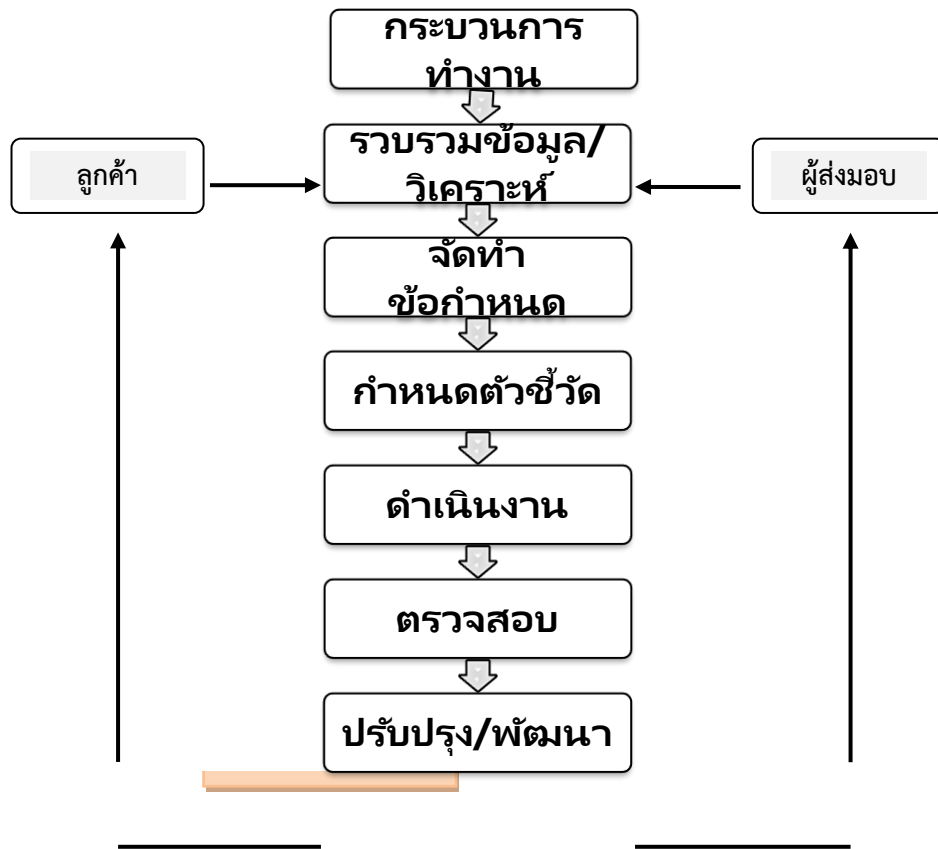 กระบวนการ
ทำงาน
รวบรวมข้อมูล/
วิเคราะห์
ลูกค้า
ผู้ส่งมอบ
จัดทำ
ข้อกำหนด
กำหนดตัวชี้วัด
ดำเนินงาน
ตรวจสอบ
ปรับปรุง/พัฒนา